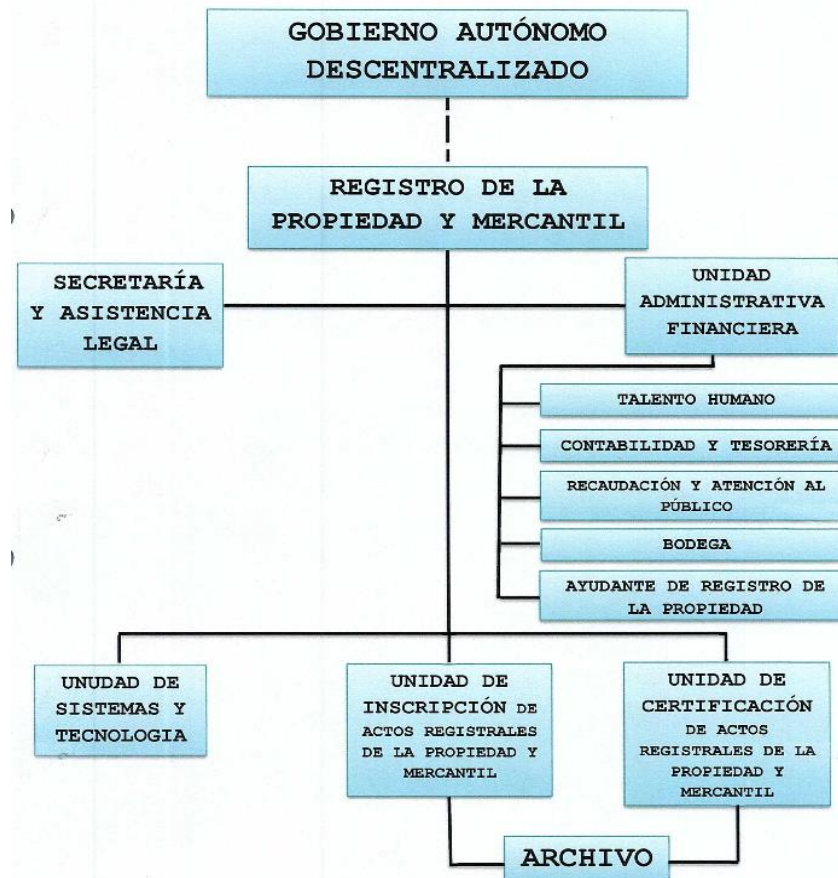 GOBIERNO AUTÓNOMO
DESCENTRALIZADO
REGISTRO DE LA
PROPIEDAD Y MERCANTIL
SECRETARÍA
Y ASISTENCIA
LEGAL
UNIDAD
ADMINISTRATIVA
FINANCIERA
TALENTO HUMANO
CONTABILIDAD Y TESORERÍA
RECAUDACIÓN Y ATENCIÓN AL
PÚBLICO
BODEGA
AYUDANTE DE REGISTRO DE
LA PROPIEDAD
UNUDAD DE
SISTEMAS Y
TECNOLOGIA
UNIDAD DE
INSCRIPCIÓN DE
ACTOS REGISTRALES
DE LA PROPIEDAD Y
MERCANTIL
UNIDAD DE
CERTIFICACIÓN
DE ACTOS
REGISTRALES DE LA
PROPIEDAD Y
MERCANTIL
ARCHIVO